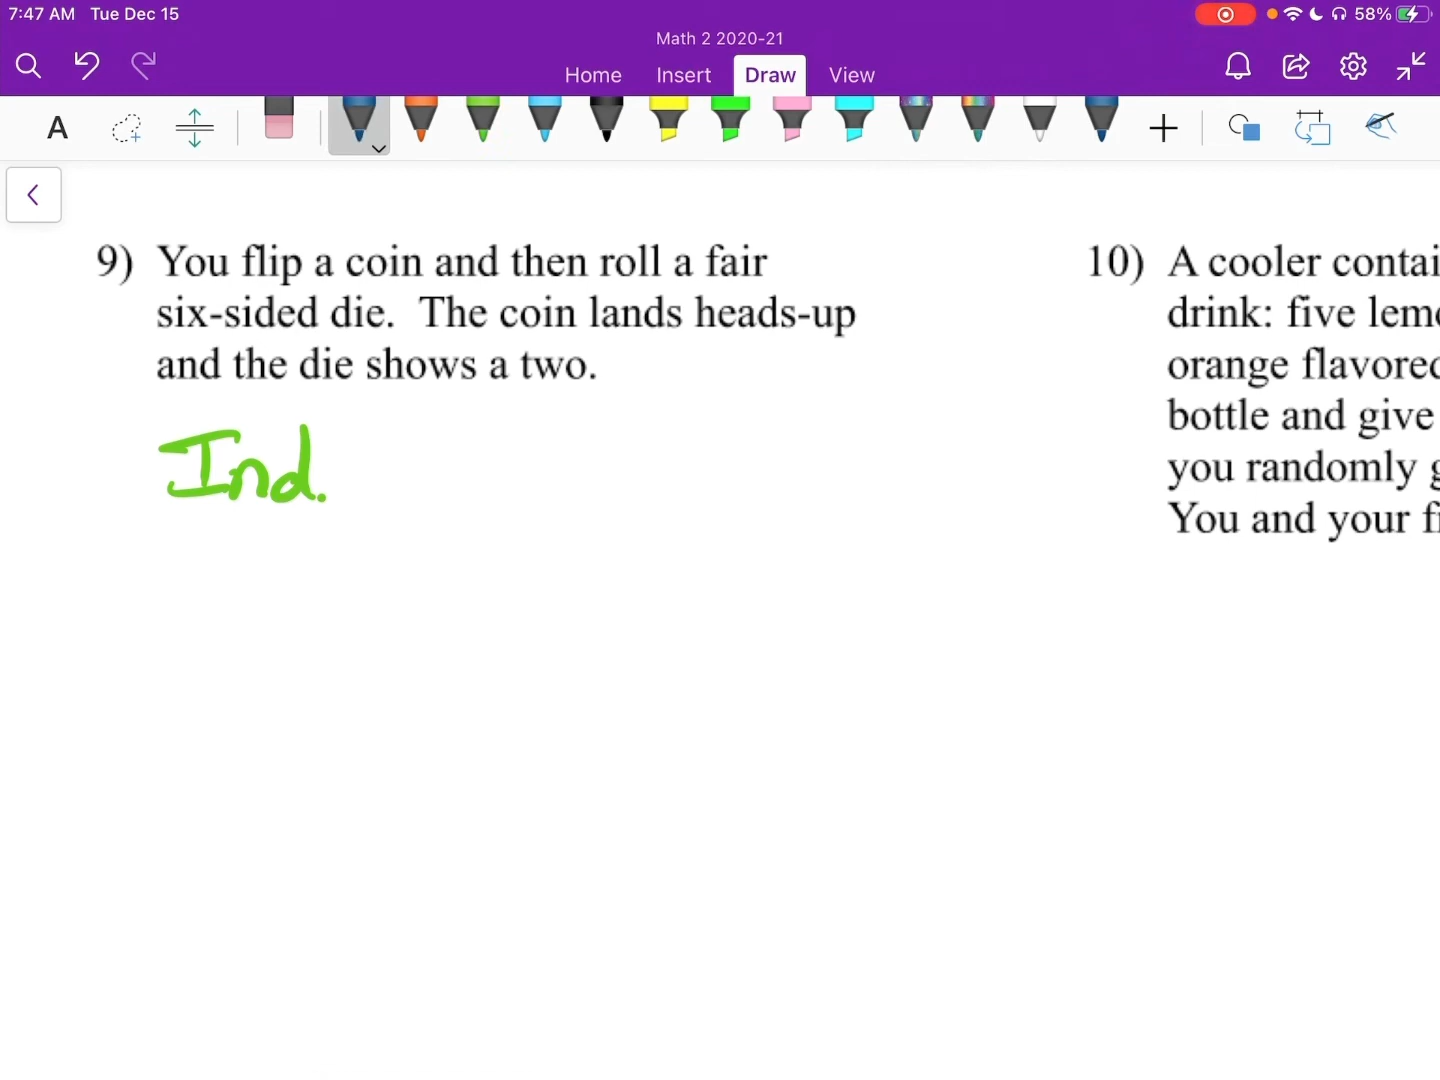 7:47 AM Tue Dec 15
58%
Math 2 2020-21
Home Insert Draw View
A
9) You flip a coin and then roll a fair
six-sided die. The coin lands heads-up
and the die shows a two.
Ind.
10) A cooler contai
drink: five lem
orange flavored
bottle and give
you randomly g
You and your fi